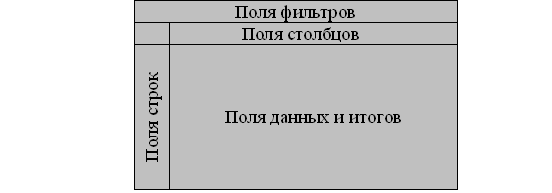 Поля фильтров
Поля столбцов
Поля строк
Поля данных и итогов